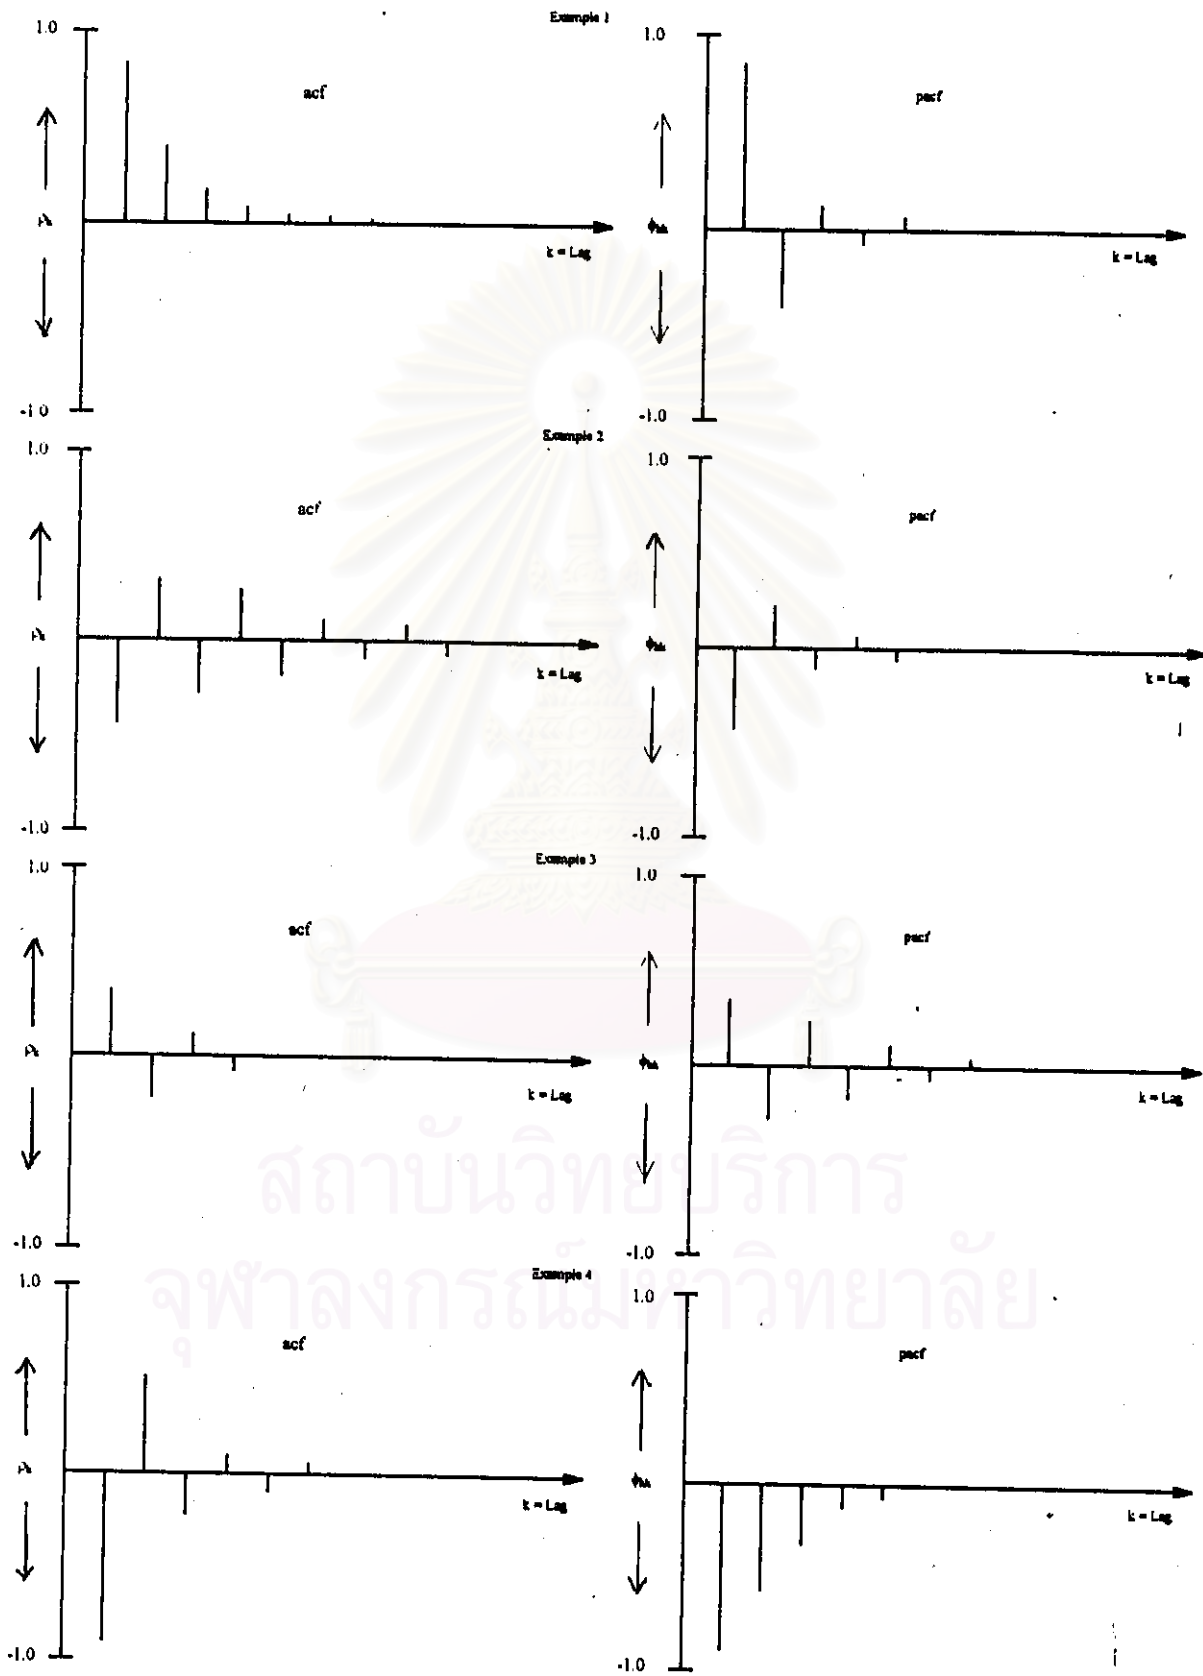 Example 1
1.0
acf
ρₖ
k = Lag
-1.0
1.0
pacf
ϕₖₖ
k = Lag
-1.0
Example 2
1.0
acf
ρₖ
k = Lag
-1.0
1.0
pacf
ϕₖₖ
k = Lag
-1.0
Example 3
1.0
acf
ρₖ
k = Lag
-1.0
1.0
pacf
ϕₖₖ
k = Lag
-1.0
สถาบันวิทยบริการ
จุฬาลงกรณ์มหาวิทยาลัย
Example 4
1.0
acf
ρₖ
k = Lag
-1.0
1.0
pacf
ϕₖₖ
k = Lag
-1.0